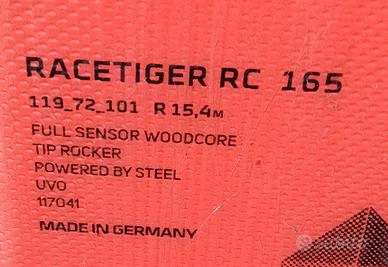 RACETIGER RC 165
119_72_101 R 15,4M
FULL SENSOR WOODCORE
TIP ROCKER
POWERED BY STEEL
UVO
117041
MADE IN GERMANY